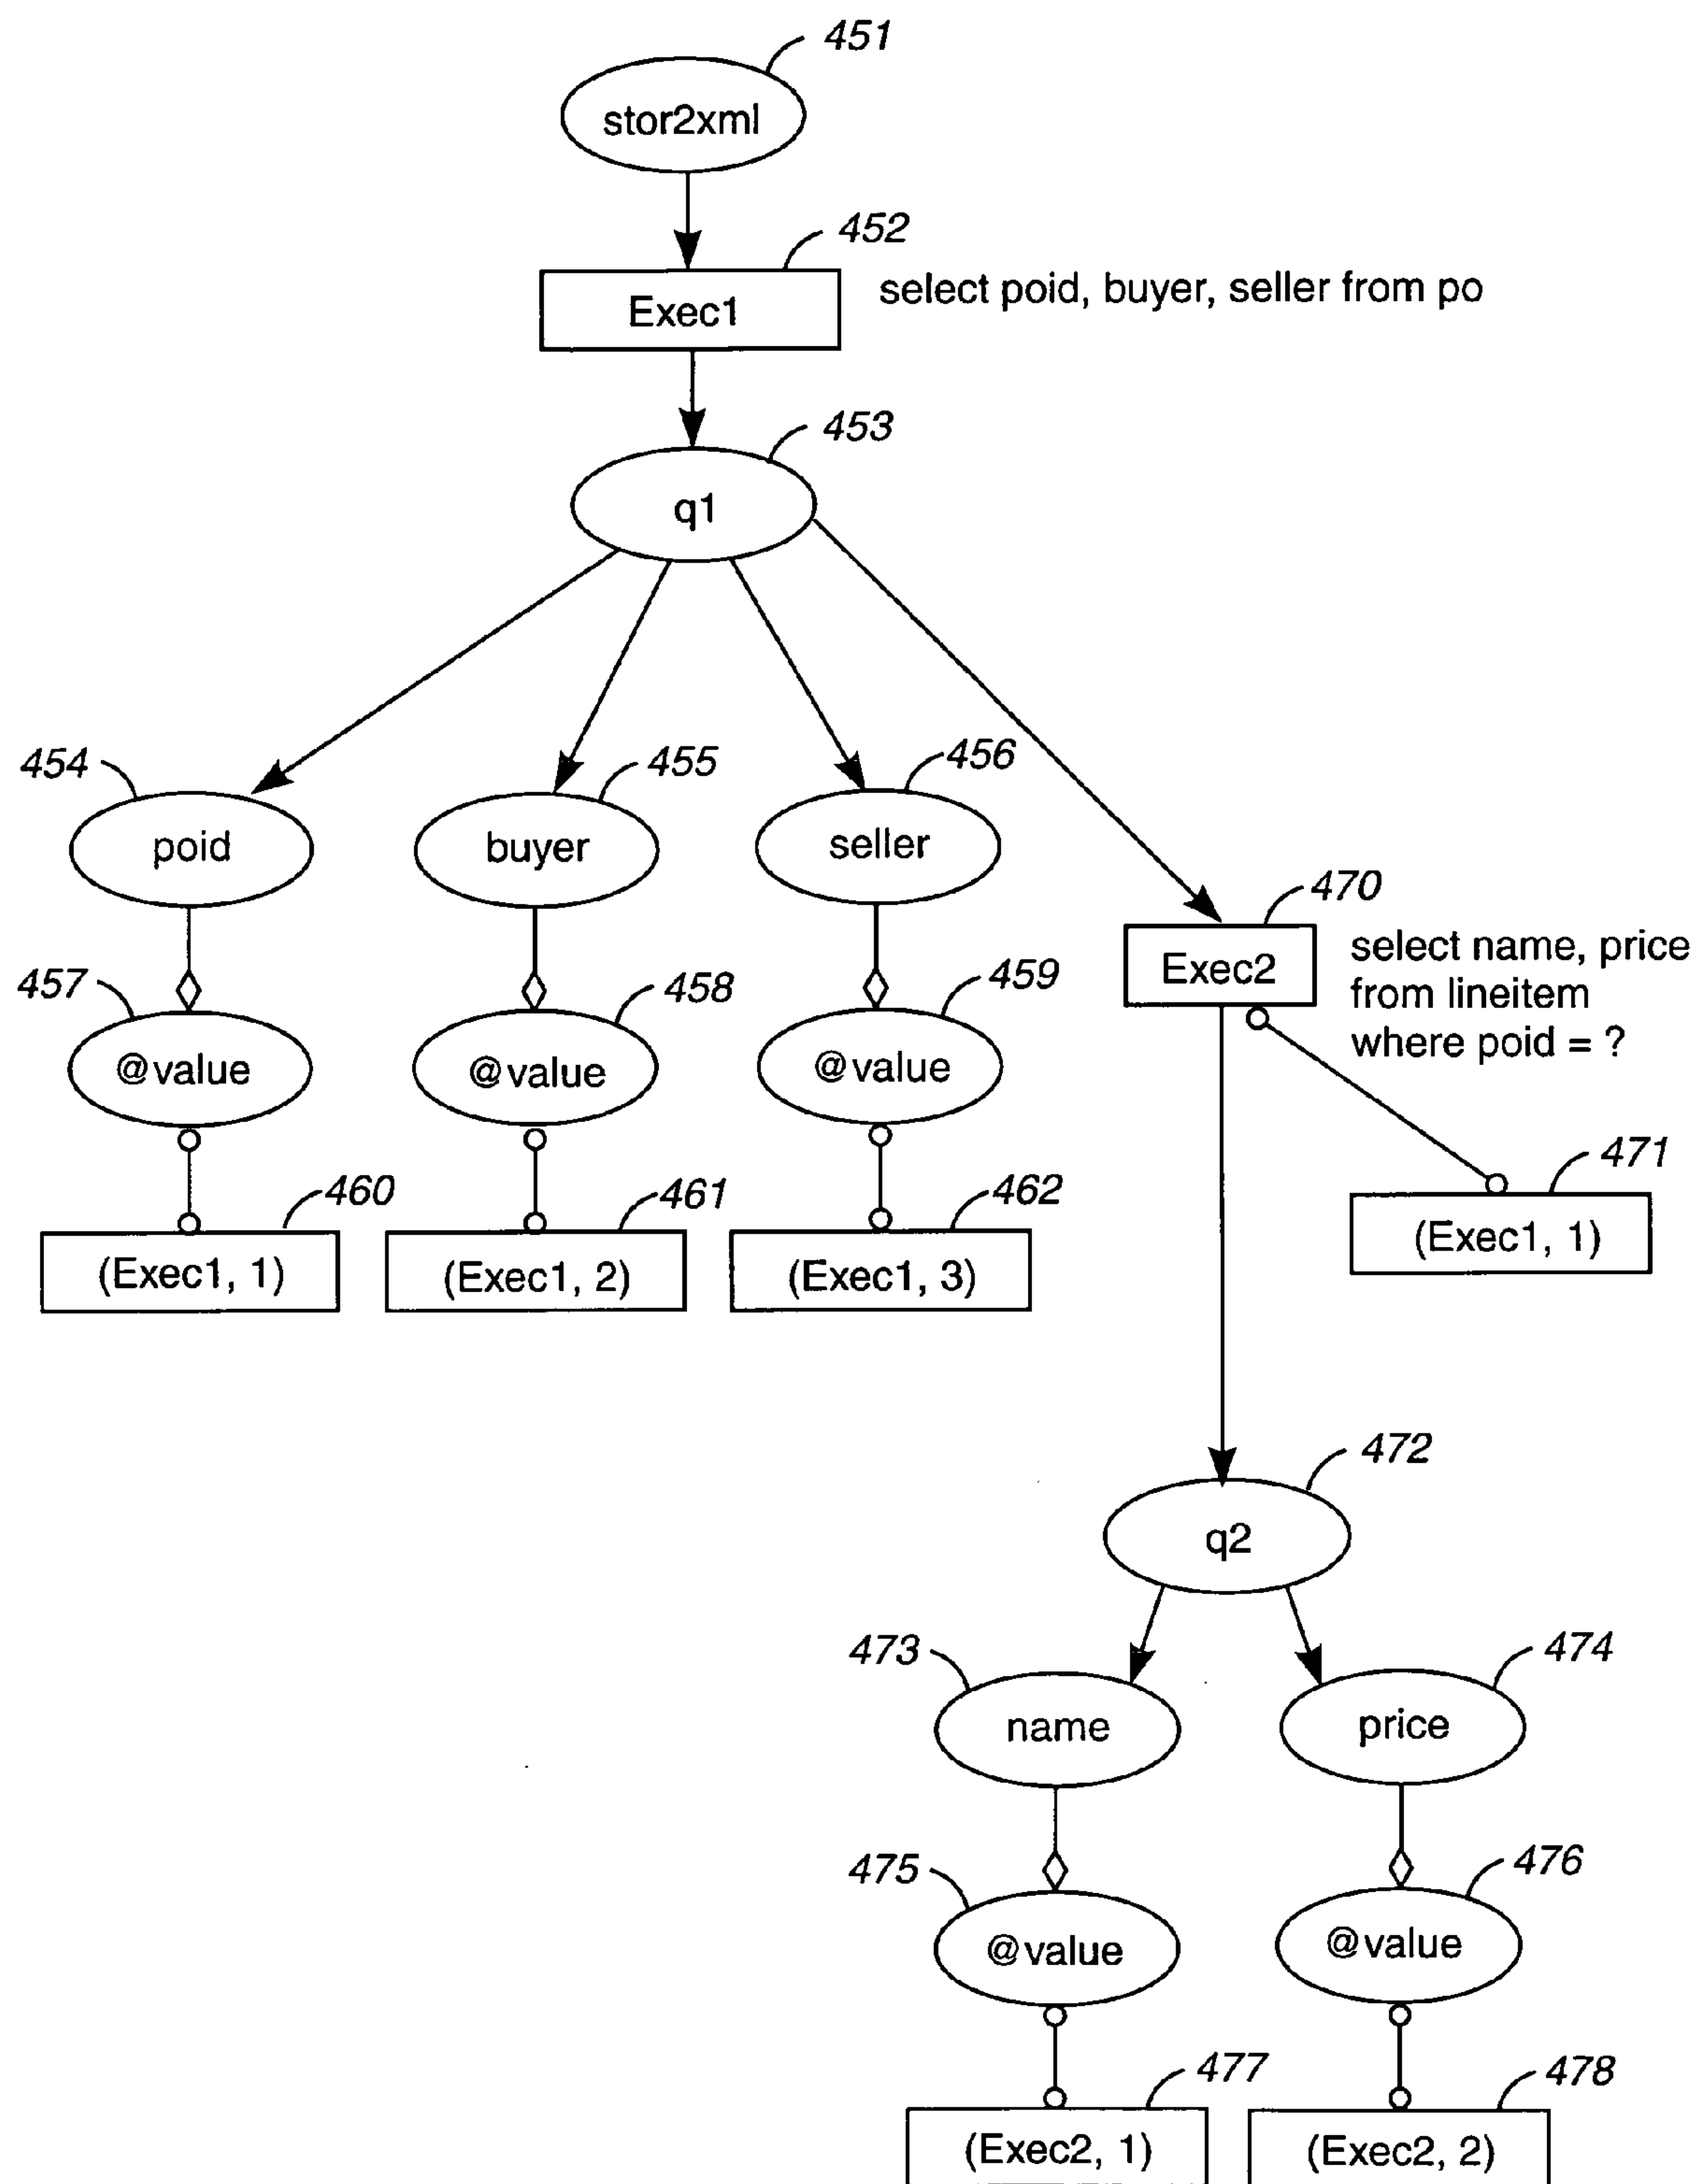 451
stor2xml
452
select poid, buyer, seller from po
Exec1
453
q1
454
455
456
poid
buyer
seller
470
Exec2
select name, price
from lineitem
where poid = ?
457
458
459
@value
@value
@value
471
(Exec1, 1)
460
461
462
(Exec1, 1)
(Exec1, 2)
(Exec1, 3)
472
q2
473
474
name
price
475
476
@value
@value
477
478
(Exec2, 1)
(Exec2, 2)